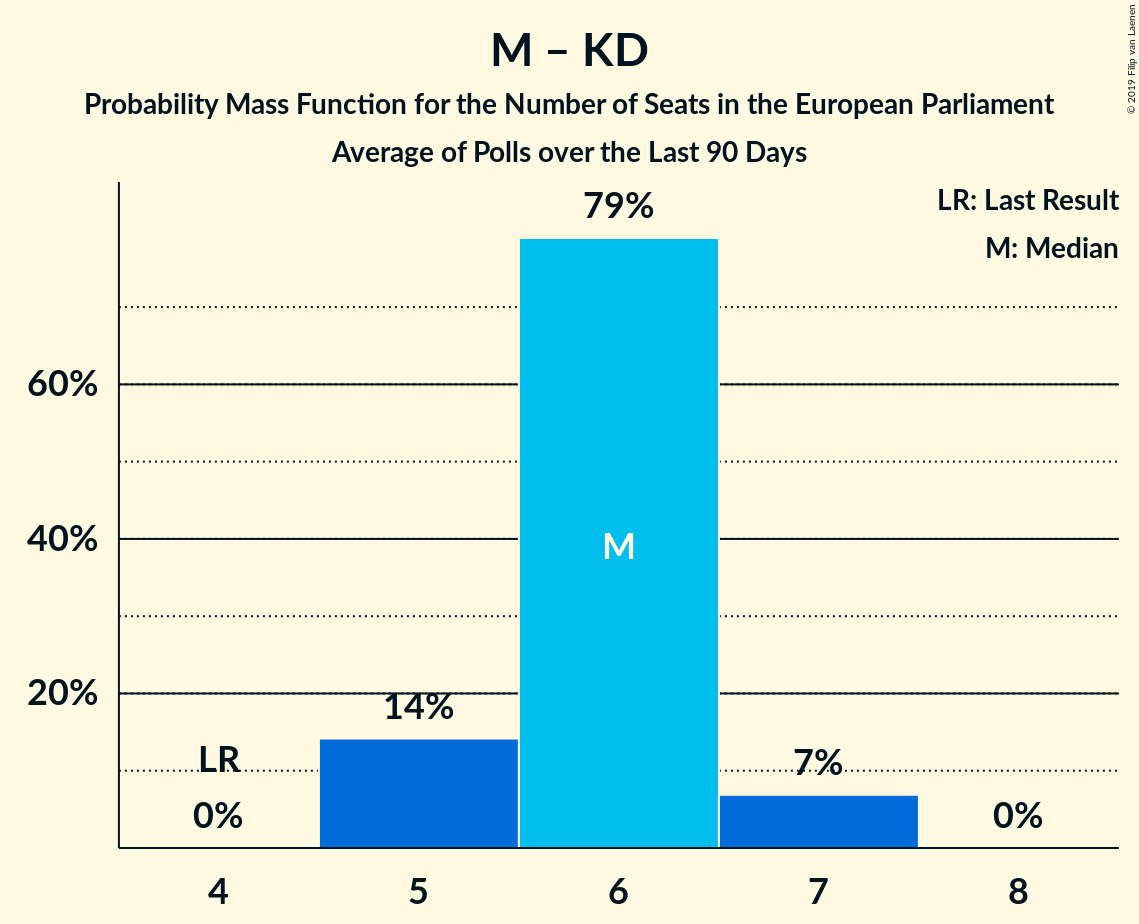 M – KD
Probability Mass Function for the Number of Seats in the European Parliament
Average of Polls over the Last 90 Days
© 2019 Filip van Laenen
LR: Last Result
M: Median
79%
60%
40%
20%
M
14%
LR
7%
0%
0%
4
5
6
7
8